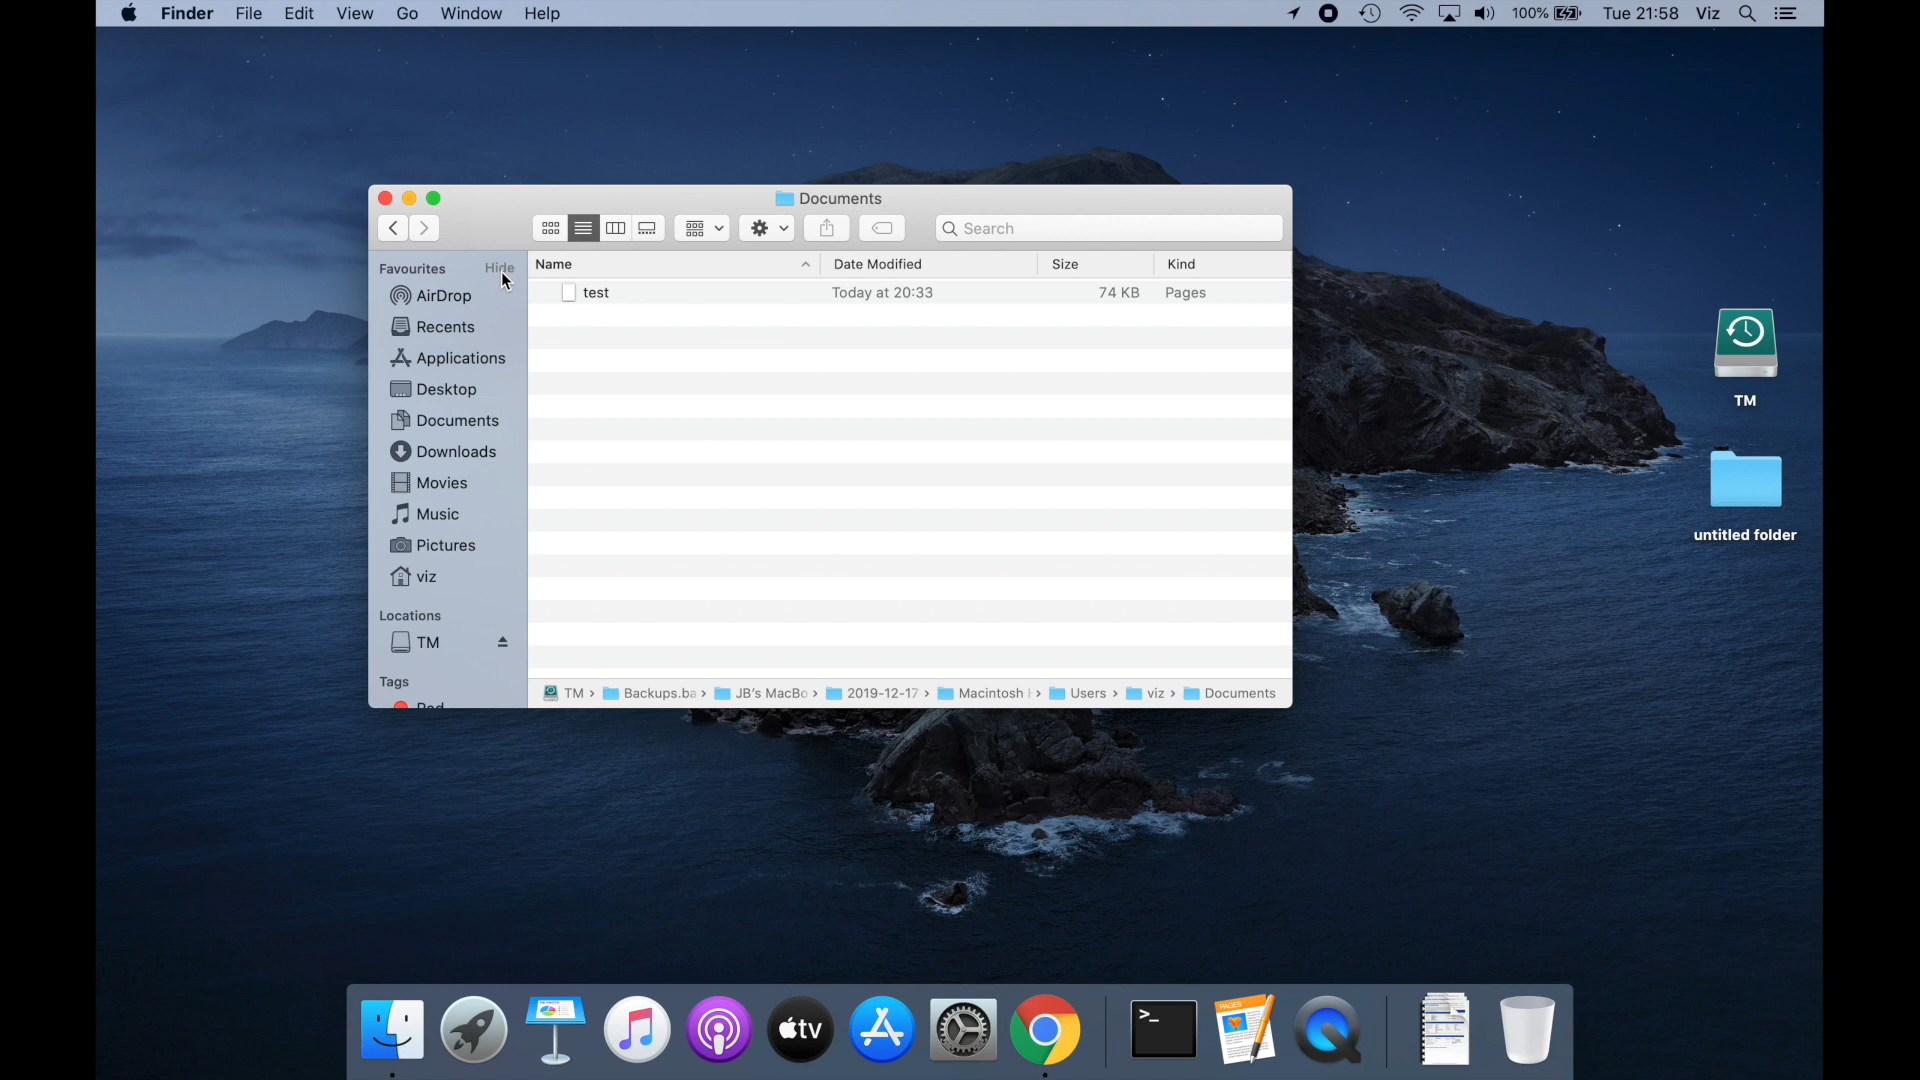 Finder File Edit View Go Window Help 100% Tue 21:58 Viz
Documents
Search
Favourites Hide
AirDrop
Recents
Applications
Desktop
Documents
Downloads
Movies
Music
Pictures
viz
Locations
TM
Tags
Red
Name Date Modified Size Kind
test Today at 20:33 74 KB Pages
TM Backups.ba JB's MacBo 2019-12-17 Macintosh Users viz Documents
TM
untitled folder
tv
>_
PAGES